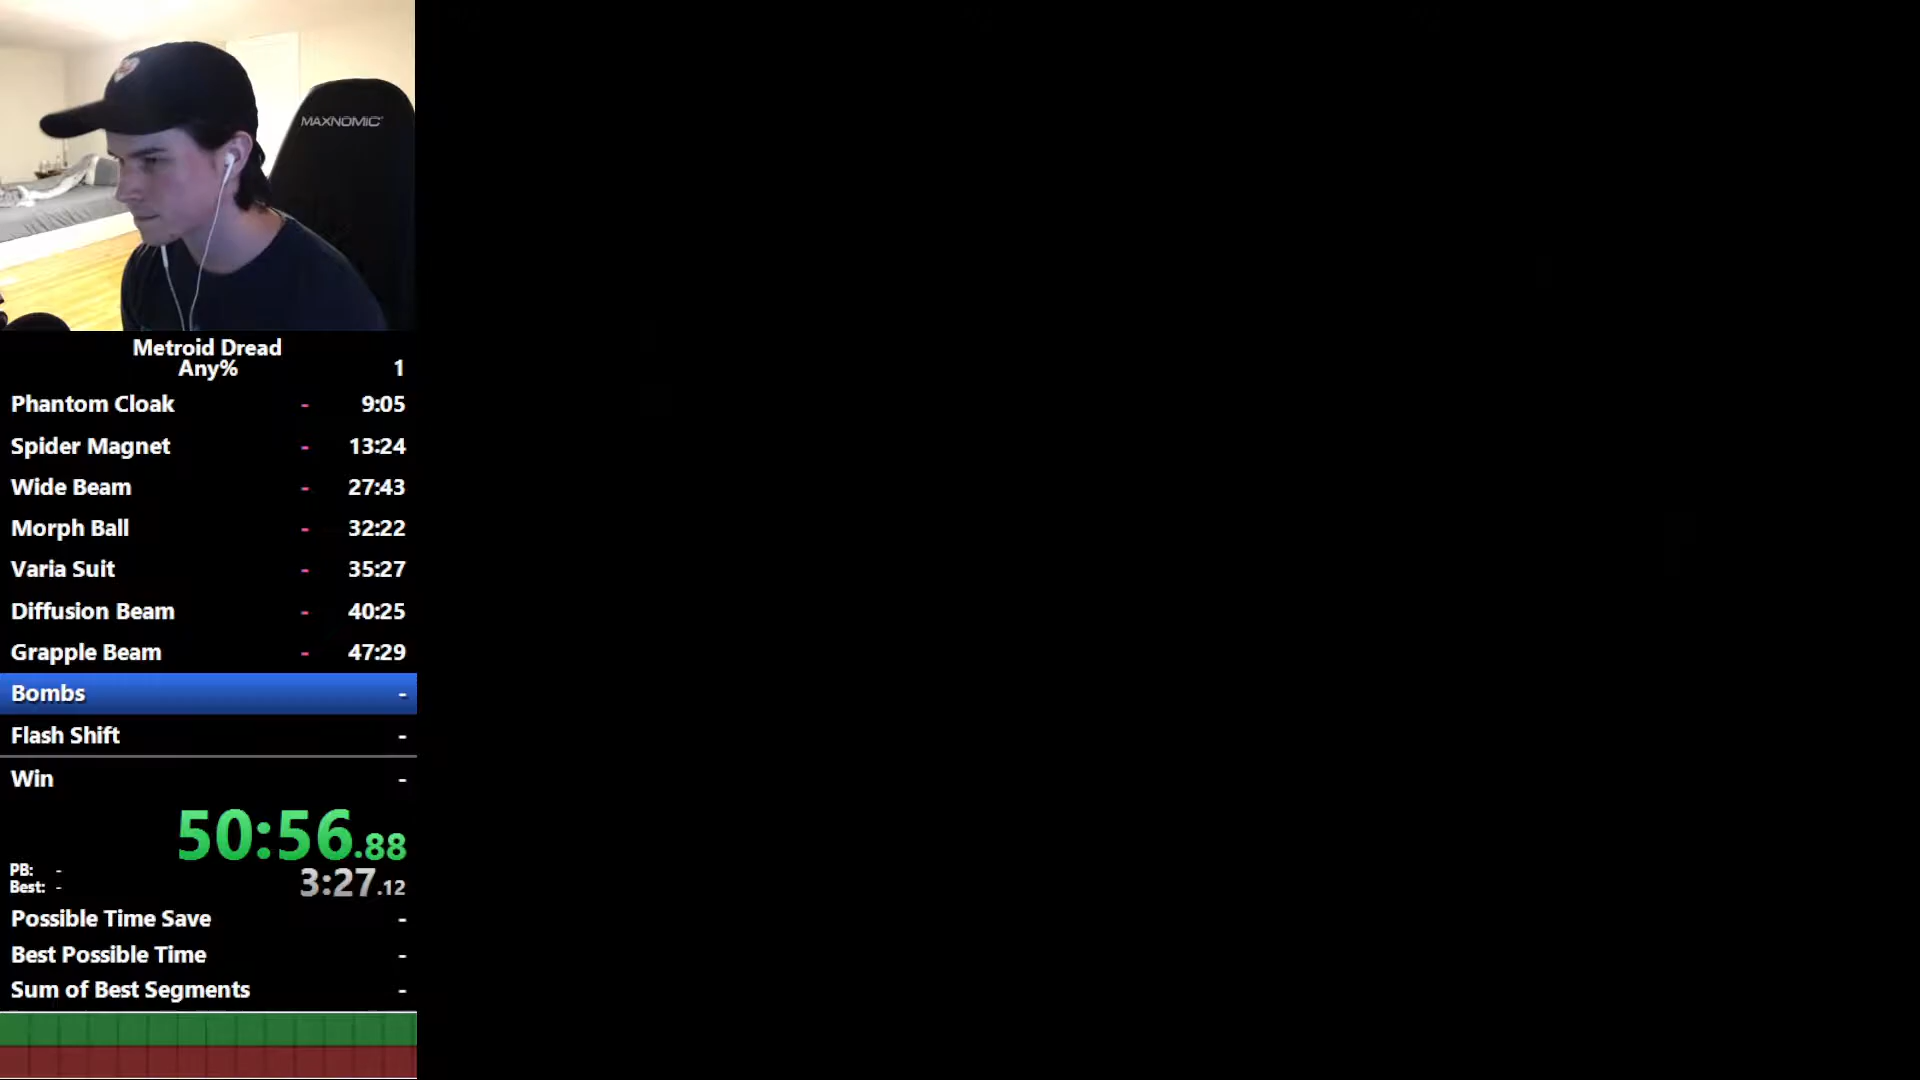 MAXNOMIC
Metroid Dread
Any% 1
Phantom Cloak - 9:05
Spider Magnet - 13:24
Wide Beam - 27:43
Morph Ball - 32:22
Varia Suit - 35:27
Diffusion Beam - 40:25
Grapple Beam - 47:29
Bombs -
Flash Shift -
Win -
50:56.88
PB: -
Best: -
3:27.12
Possible Time Save -
Best Possible Time -
Sum of Best Segments -